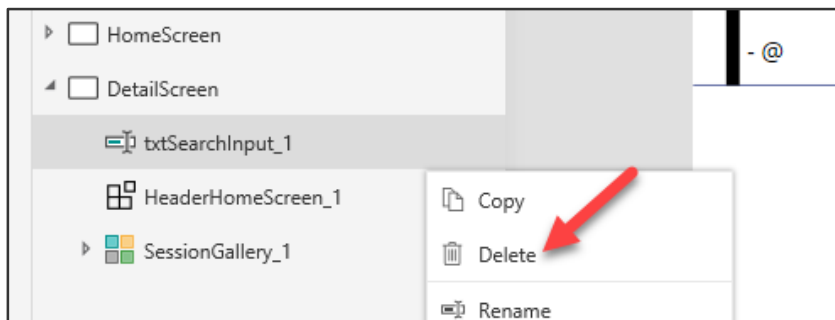 HomeScreen
- @
DetailScreen
txtSearchInput_1
HeaderHomeScreen_1
Copy
SessionGallery_1
Delete
Rename